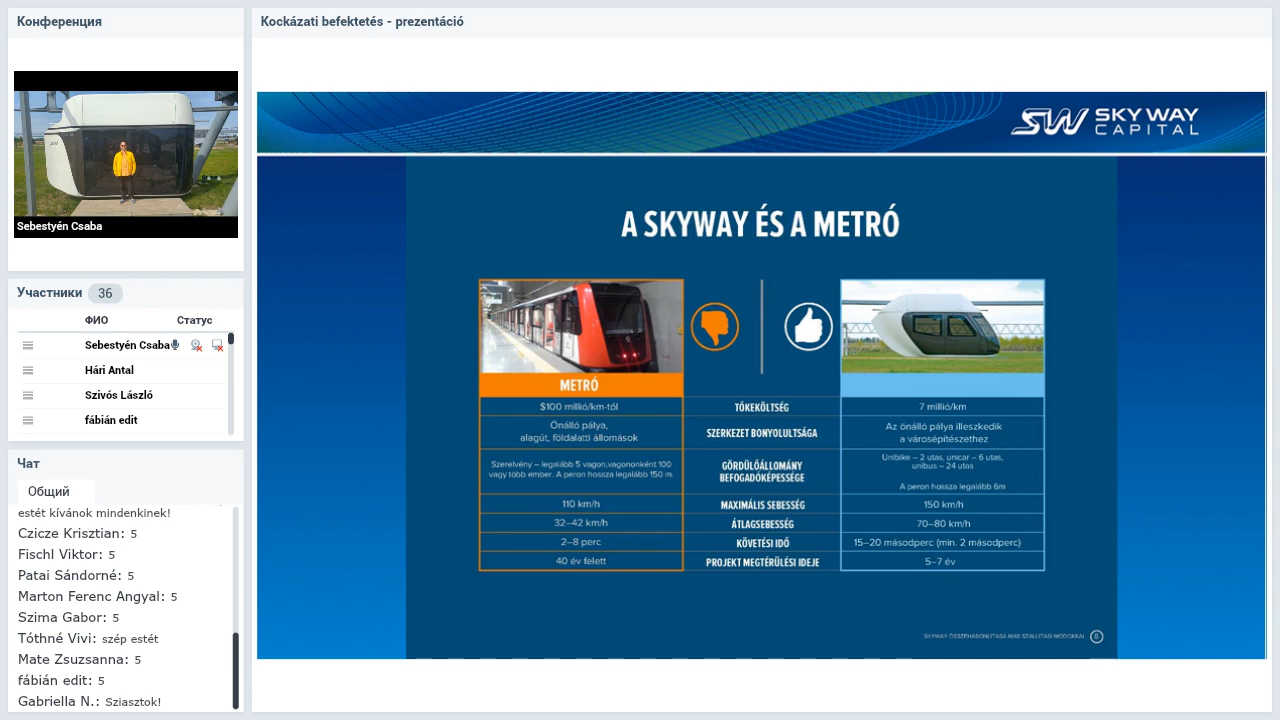 Конференция
Sebestyén Csaba
Участники 36
ФИО Статус
Sebestyén Csaba
Hári Antal
Szivós László
fábián edit
Чат
Общий
estét kívánok mindenkinek!
Czicze Krisztian: 5
Fischl Viktor: 5
Patai Sándorné: 5
Marton Ferenc Angyal: 5
Szima Gabor: 5
Tóthné Vivi: szép estét
Mate Zsuzsanna: 5
fábián edit: 5
Gabriella N.: Sziasztok!
Kockázati befektetés - prezentáció
SW SKY WAY
CAPITAL
A SKYWAY ÉS A METRÓ
METRÓ
$100 millió/km-től TŐKEKÖLTSÉG 7 millió/km
Önálló pálya,
alagút, földalatti állomások
SZERKEZET BONYOLULTSÁGA
Az önálló pálya illeszkedik
a városépítészethez
Szerelvény – legalább 5 vagon,vagononként 100
vagy több ember. A peron hossza legalább 150 m.
GÖRDÜLŐÁLLOMÁNY
BEFOGADÓKÉPESSÉGE
Unibike – 2 utas, unicar – 6 utas,
unibus – 24 utas
A peron hossza legalább 6m
110 km/h MAXIMÁLIS SEBESSÉG 150 km/h
32–42 km/h ÁTLAGSEBESSÉG 70–80 km/h
2–8 perc KÖVETÉSI IDŐ 15–20 másodperc (min. 2 másodperc)
40 év felett PROJEKT MEGTÉRÜLÉSI IDEJE 5–7 év
SKYWAY ÖSSZEHASONLÍTÁSA MÁS SZÁLLÍTÁSI MÓDOKKAL 8